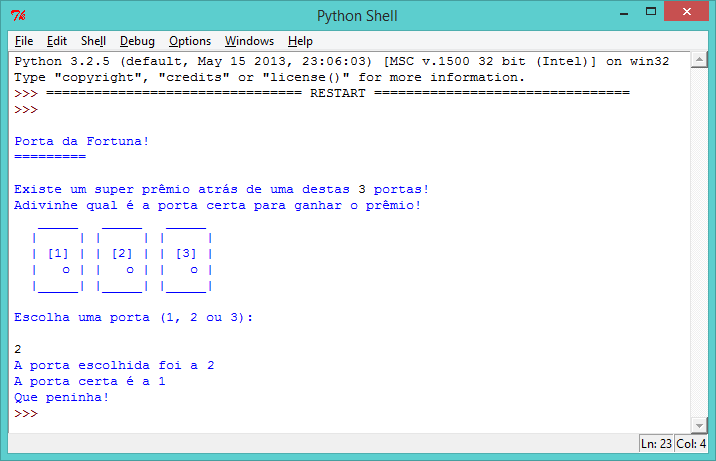 Python Shell
File Edit Shell Debug Options Windows Help
Python 3.2.5 (default, May 15 2013, 23:06:03) [MSC v.1500 32 bit (Intel)] on win32
Type "copyright", "credits" or "license()" for more information.
>>> ================================ RESTART ================================
>>>
Porta da Fortuna!
=========
Existe um super prêmio atrás de uma destas 3 portas!
Adivinhe qual é a porta certa para ganhar o prêmio!
 _____   _____   _____
|     | |     | |     |
| [1] | | [2] | | [3] |
|   o | |   o | |   o |
|_____| |_____| |_____|
Escolha uma porta (1, 2 ou 3):
2
A porta escolhida foi a 2
A porta certa é a 1
Que peninha!
>>>
Ln: 23 Col: 4